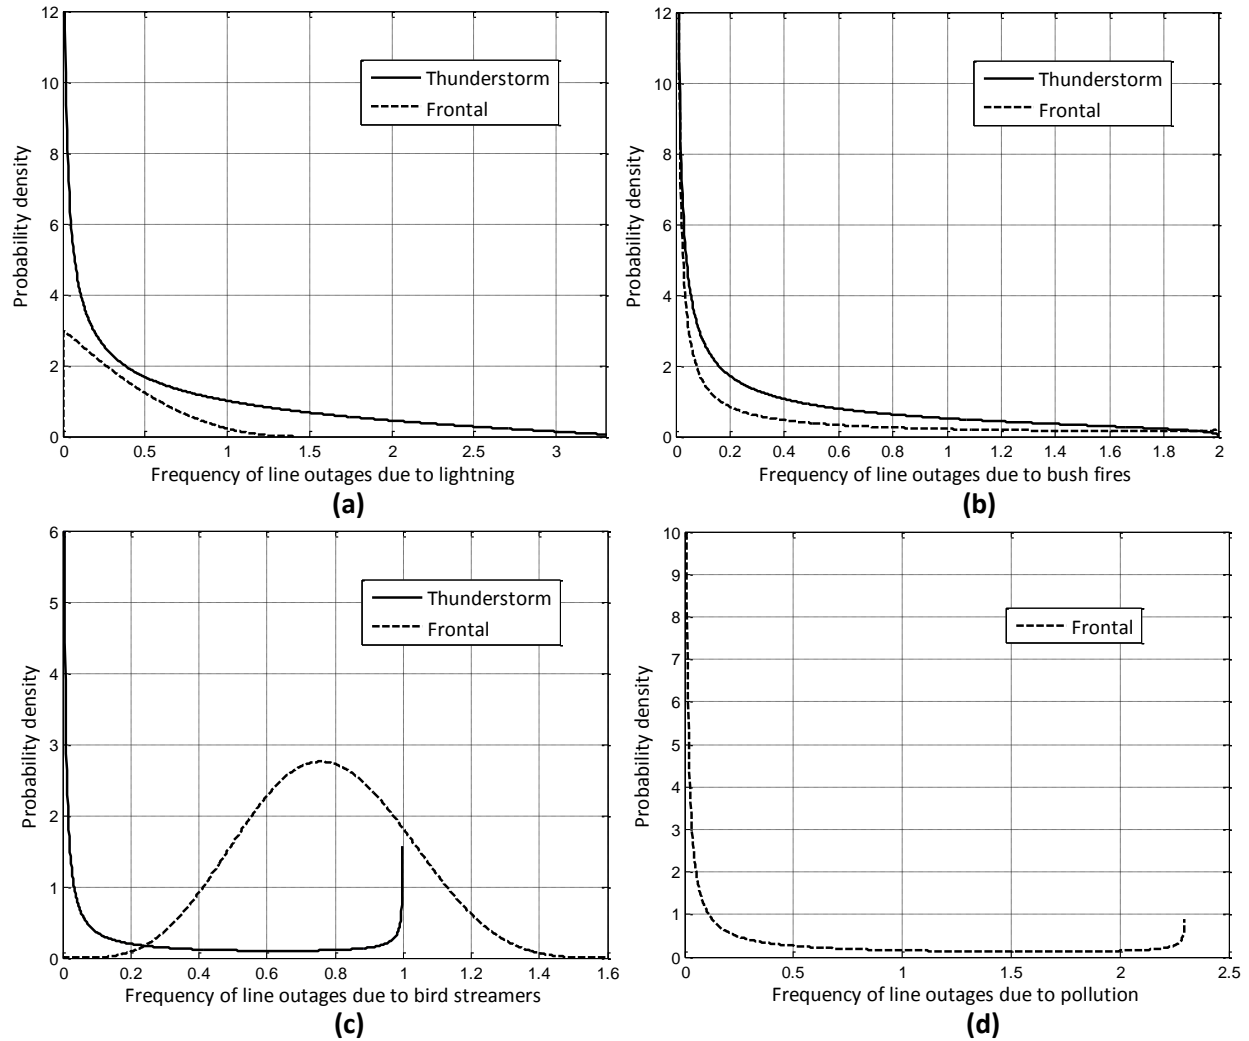 12
10
8
6
4
2
0
Probability density
Thunderstorm
Frontal
0 0.5 1 1.5 2 2.5 3
Frequency of line outages due to lightning
(a)
12
10
8
6
4
2
0
Probability density
Thunderstorm
Frontal
0 0.2 0.4 0.6 0.8 1 1.2 1.4 1.6 1.8 2
Frequency of line outages due to bush fires
(b)
6
5
4
3
2
1
0
Probability density
Thunderstorm
Frontal
0 0.2 0.4 0.6 0.8 1 1.2 1.4 1.6
Frequency of line outages due to bird streamers
(c)
10
9
8
7
6
5
4
3
2
1
0
Probability density
Frontal
0 0.5 1 1.5 2 2.5
Frequency of line outages due to pollution
(d)